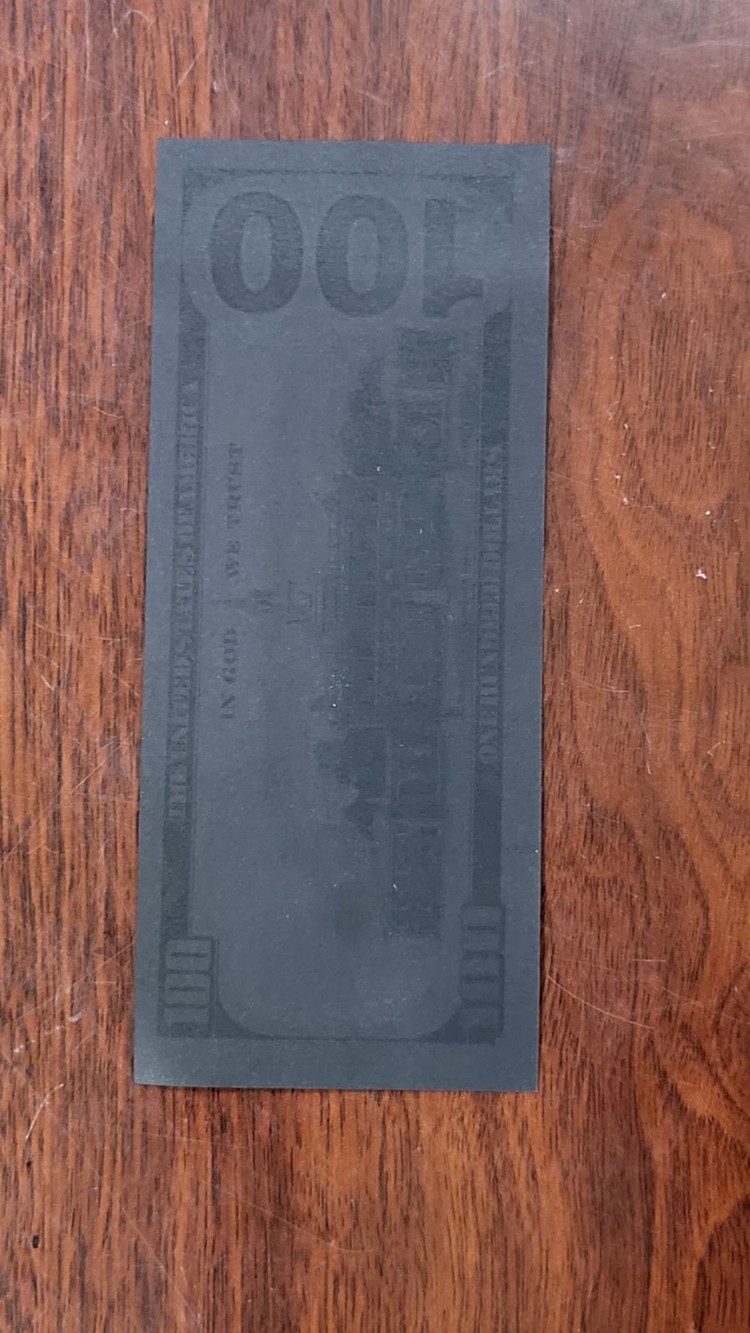 THE UNITED STATES OF AMERICA
IN GOD WE TRUST
100
100
100
ONE HUNDRED DOLLARS